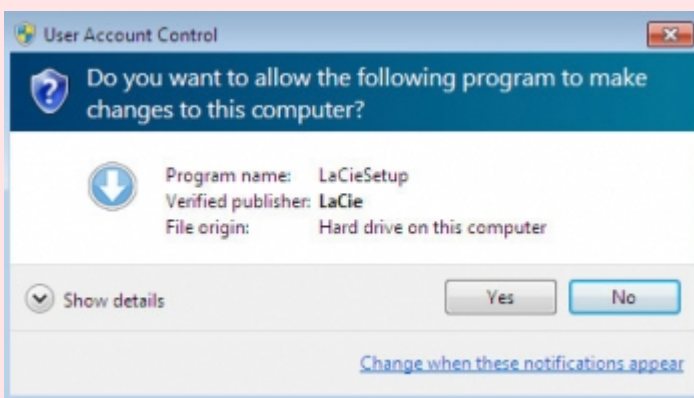 User Account Control
Do you want to allow the following program to make
changes to this computer?
Program name: LaCieSetup
Verified publisher: LaCie
File origin: Hard drive on this computer
Show details
Yes
No
Change when these notifications appear